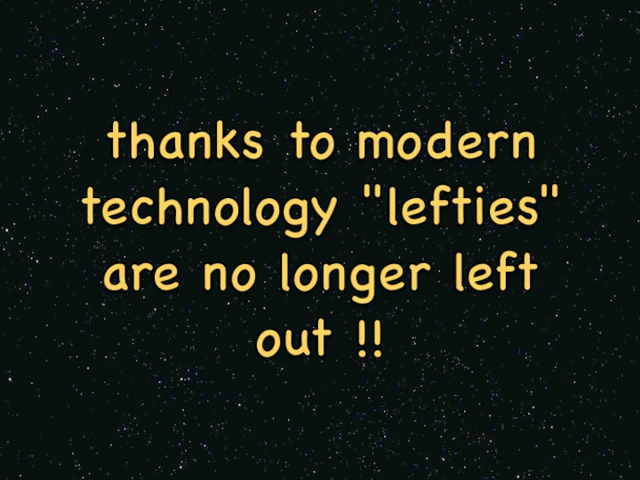 thanks to modern
technology "lefties"
are no longer left
out !!